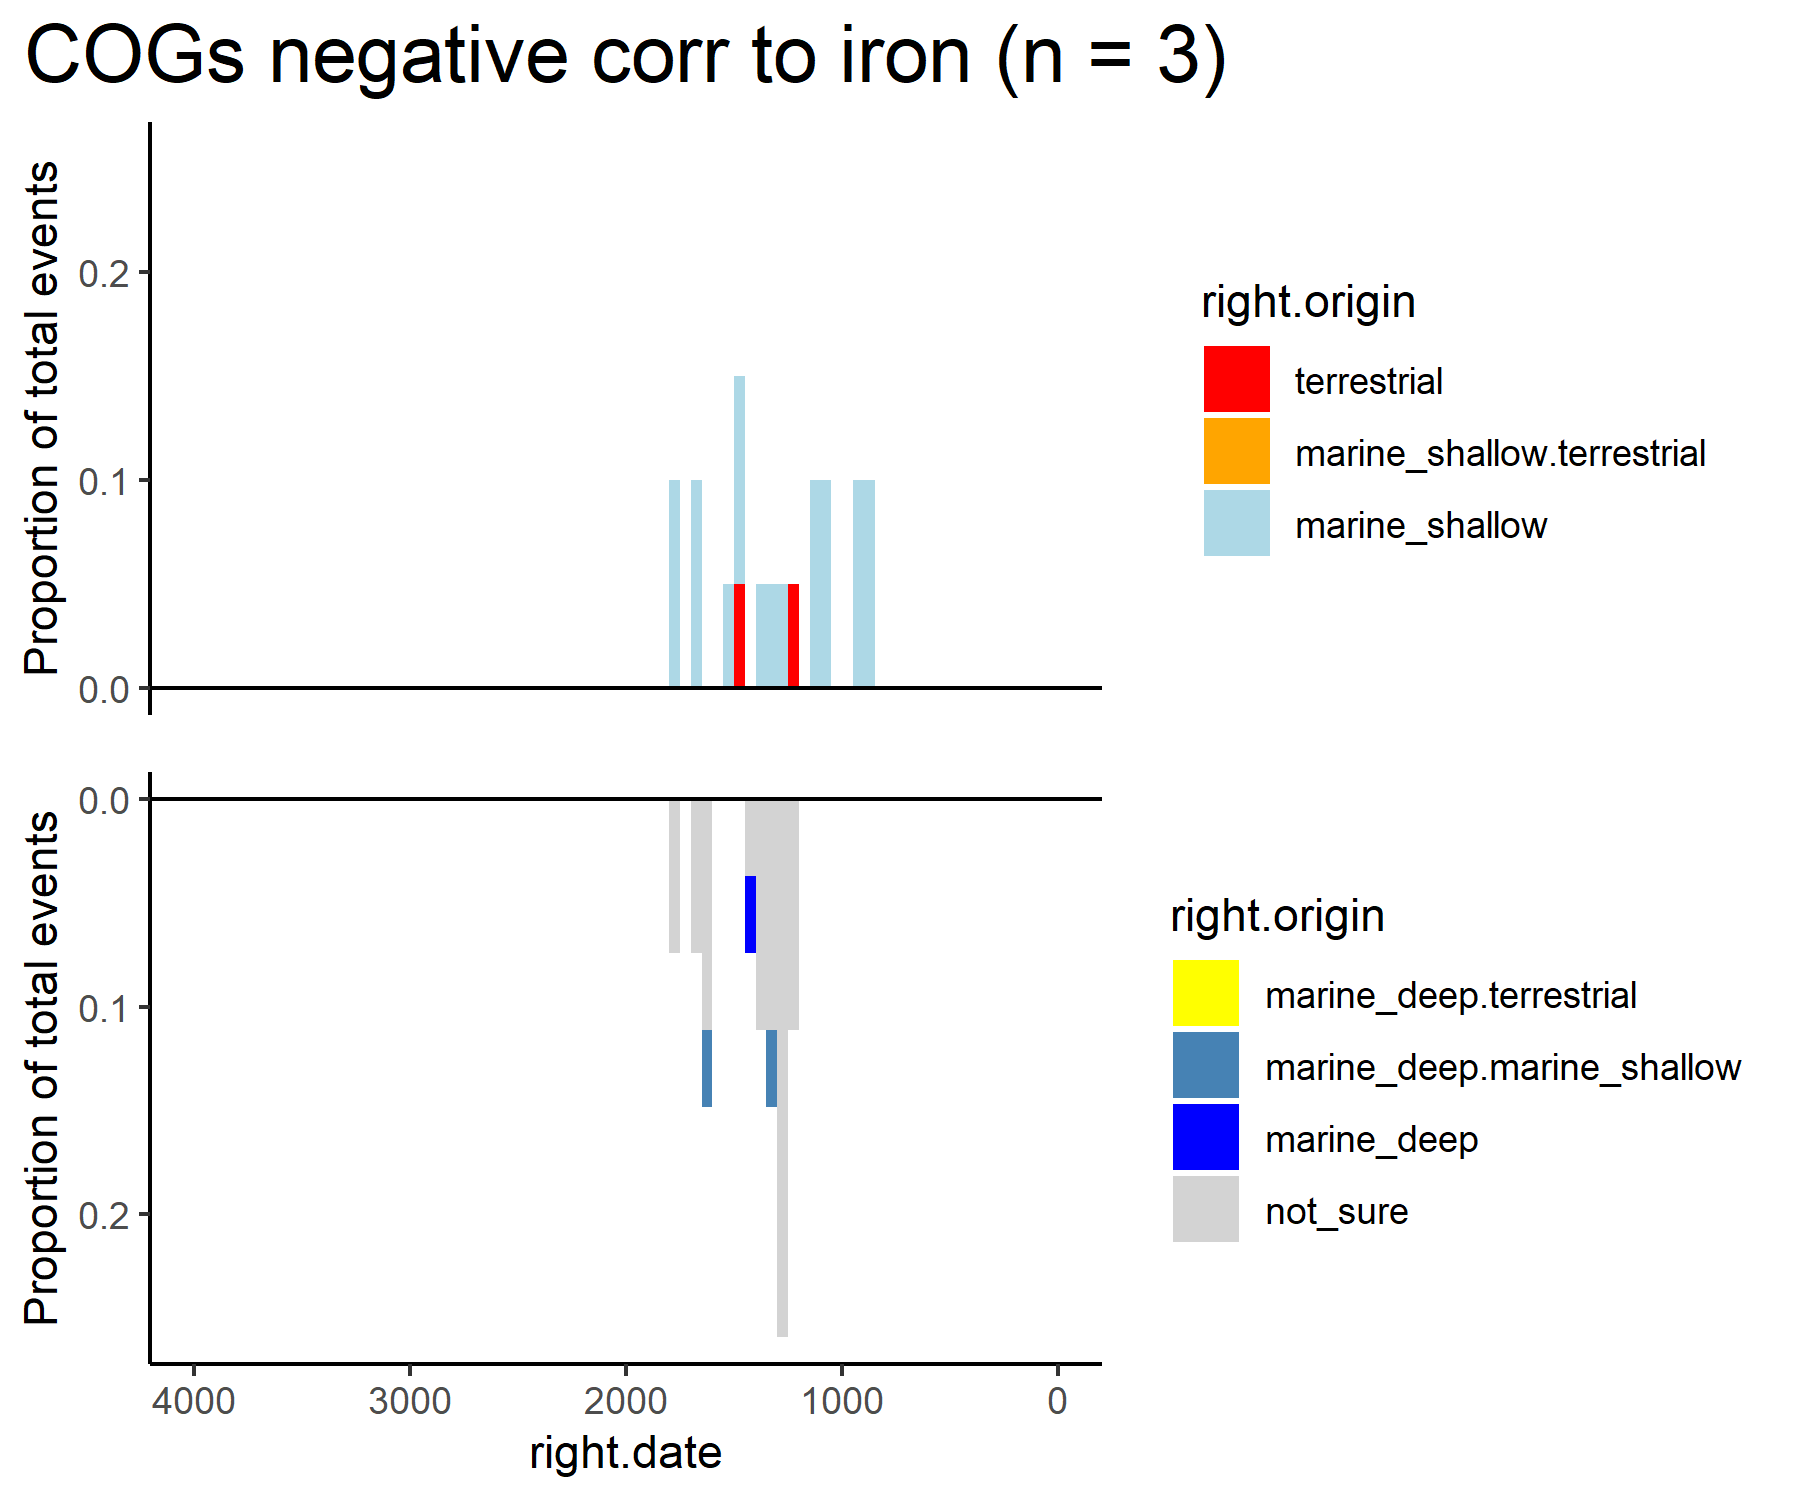 COGs negative corr to iron (n = 3)
Proportion of total events
0.2
0.1
0.0
right.origin
terrestrial
marine_shallow.terrestrial
marine_shallow
Proportion of total events
0.0
0.1
0.2
right.origin
marine_deep.terrestrial
marine_deep.marine_shallow
marine_deep
not_sure
4000 3000 2000 1000 0
right.date